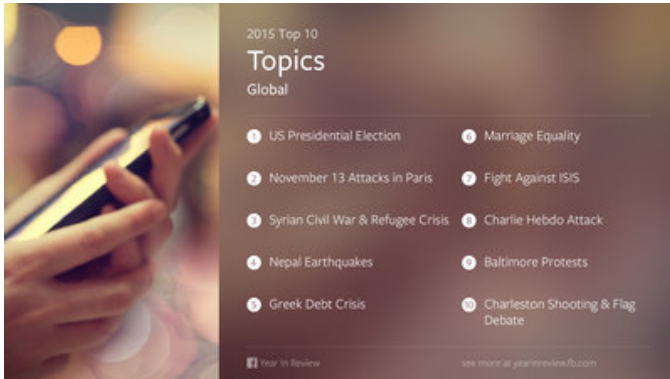 2015 Top 10
Topics
Global
1 US Presidential Election
2 November 13 Attacks in Paris
3 Syrian Civil War & Refugee Crisis
4 Nepal Earthquakes
5 Greek Debt Crisis
6 Marriage Equality
7 Fight Against ISIS
8 Charlie Hebdo Attack
9 Baltimore Protests
10 Charleston Shooting & Flag
Debate
f Year In Review
see more at yearinreview.fb.com